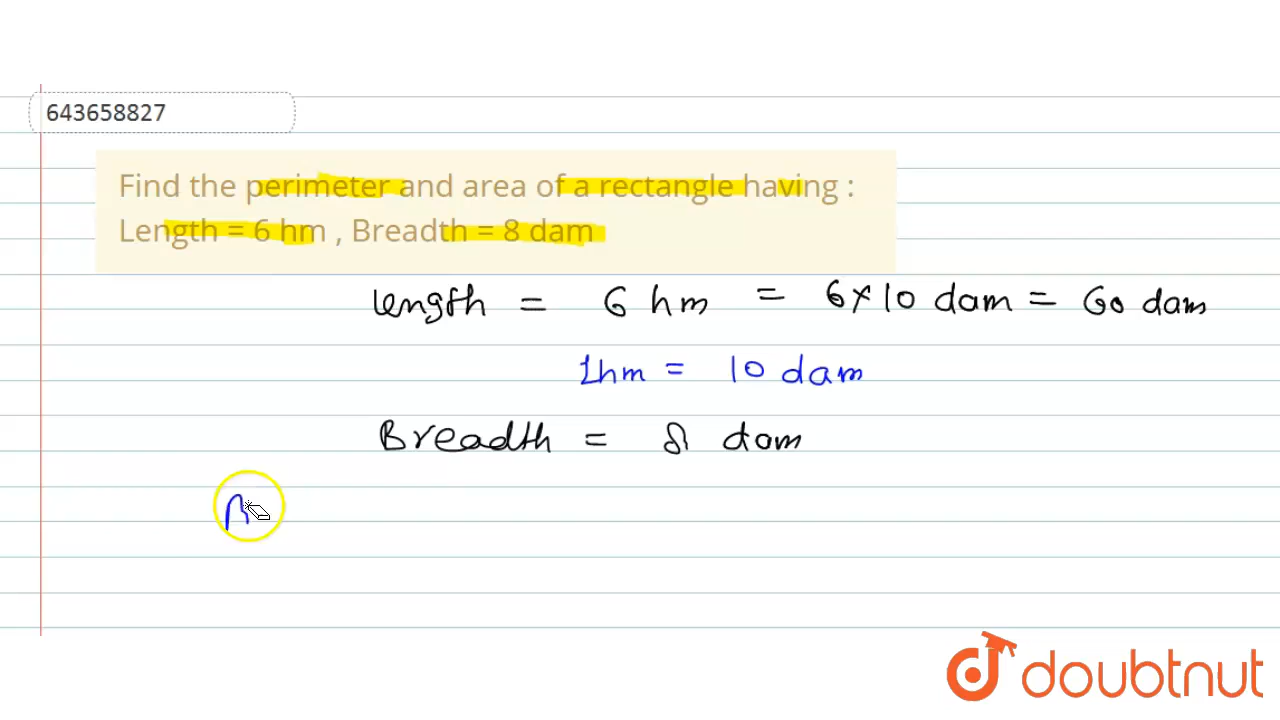 643658827
Find the perimeter and area of a rectangle having :
Length = 6 hm , Breadth = 8 dam
length = 6 hm = 6×10 dam = 60 dam
1hm = 10 dam
Breadth = 8 dam
doubtnut